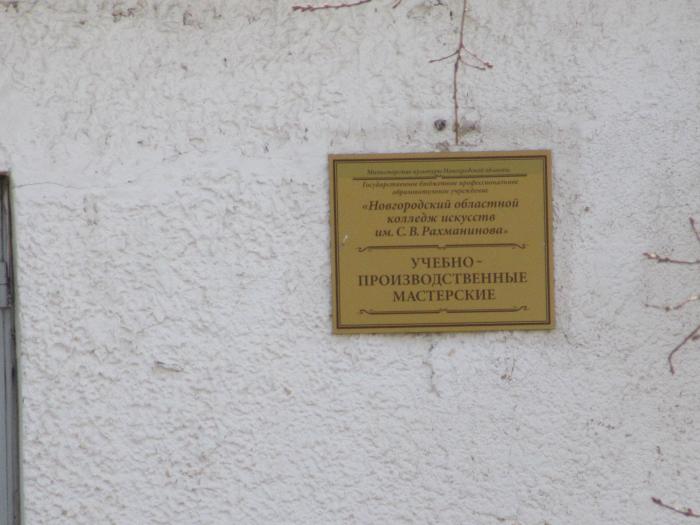 Министерство культуры Новгородской области
Государственное бюджетное профессиональное
образовательное учреждение
«Новгородский областной
колледж искусств
им. С. В. Рахманинова»
УЧЕБНО-
ПРОИЗВОДСТВЕННЫЕ
МАСТЕРСКИЕ